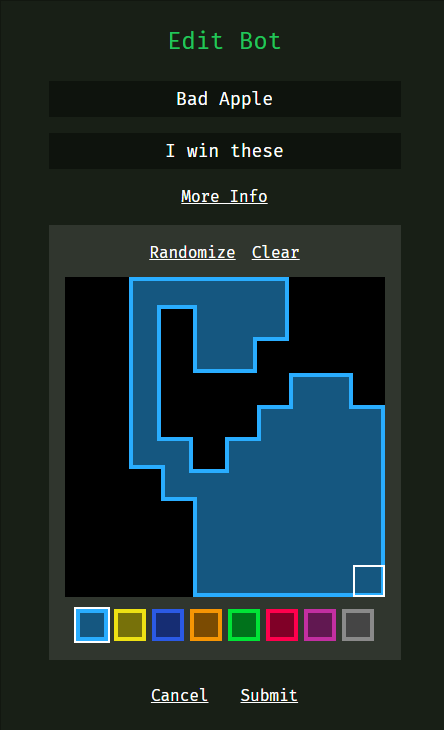 Edit Bot
Bad Apple
I win these
More Info
Randomize Clear
Cancel Submit